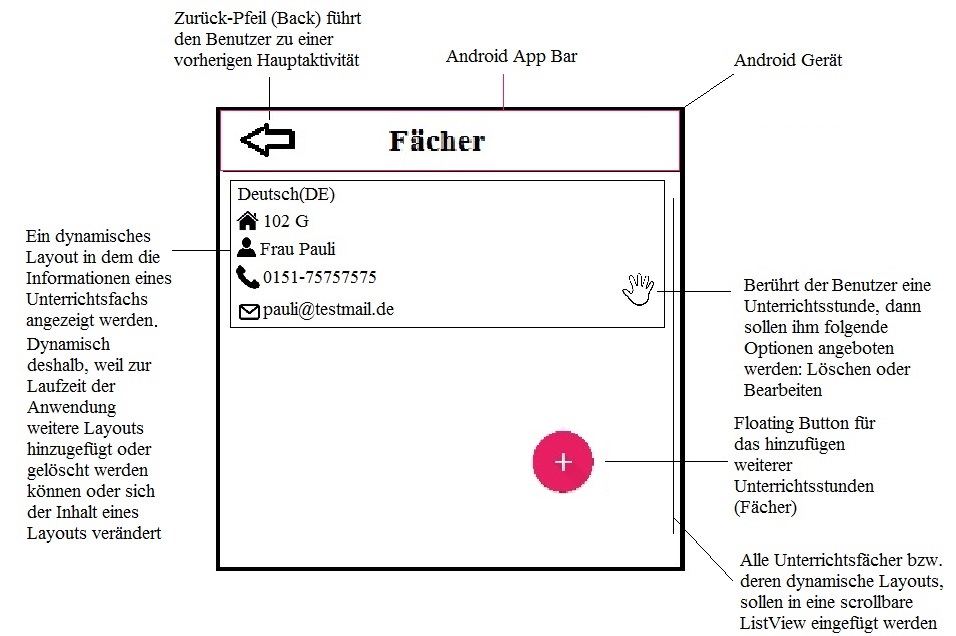 Zurück-Pfeil (Back) führt
den Benutzer zu einer
vorherigen Hauptaktivität
Android App Bar
Android Gerät
Fächer
Deutsch(DE)
102 G
Frau Pauli
0151-75757575
pauli@testmail.de
Ein dynamisches
Layout in dem die
Informationen eines
Unterrichtsfachs
angezeigt werden.
Dynamisch
deshalb, weil zur
Laufzeit der
Anwendung
weitere Layouts
hinzugefügt oder
gelöscht werden
können oder sich
der Inhalt eines
Layouts verändert
Berührt der Benutzer eine
Unterrichtsstunde, dann
sollen ihm folgende
Optionen angeboten
werden: Löschen oder
Bearbeiten
Floating Button für
das hinzufügen
weiterer
Unterrichtsstunden
(Fächer)
Alle Unterrichtsfächer bzw.
deren dynamische Layouts,
sollen in eine scrollbare
ListView eingefügt werden